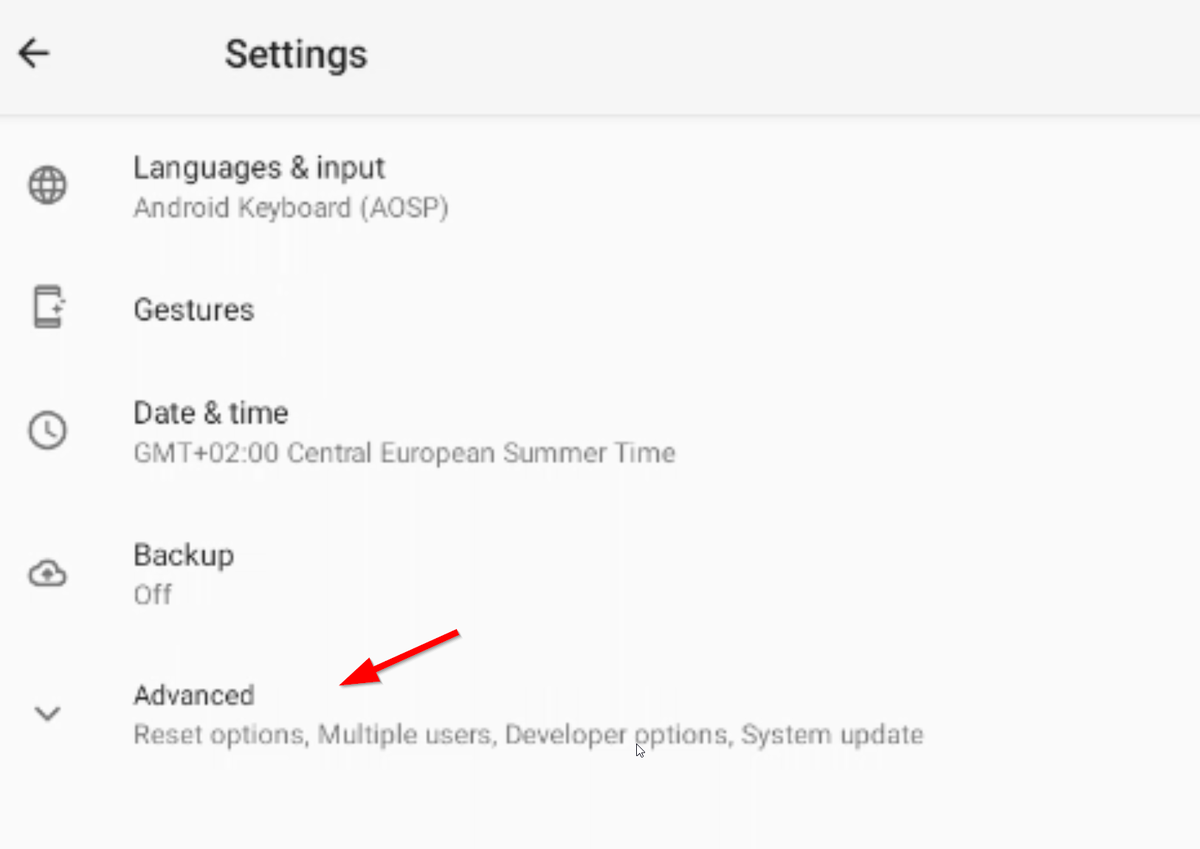 Settings
Languages & input
Android Keyboard (AOSP)
Gestures
Date & time
GMT+02:00 Central European Summer Time
Backup
Off
Advanced
Reset options, Multiple users, Developer options, System update